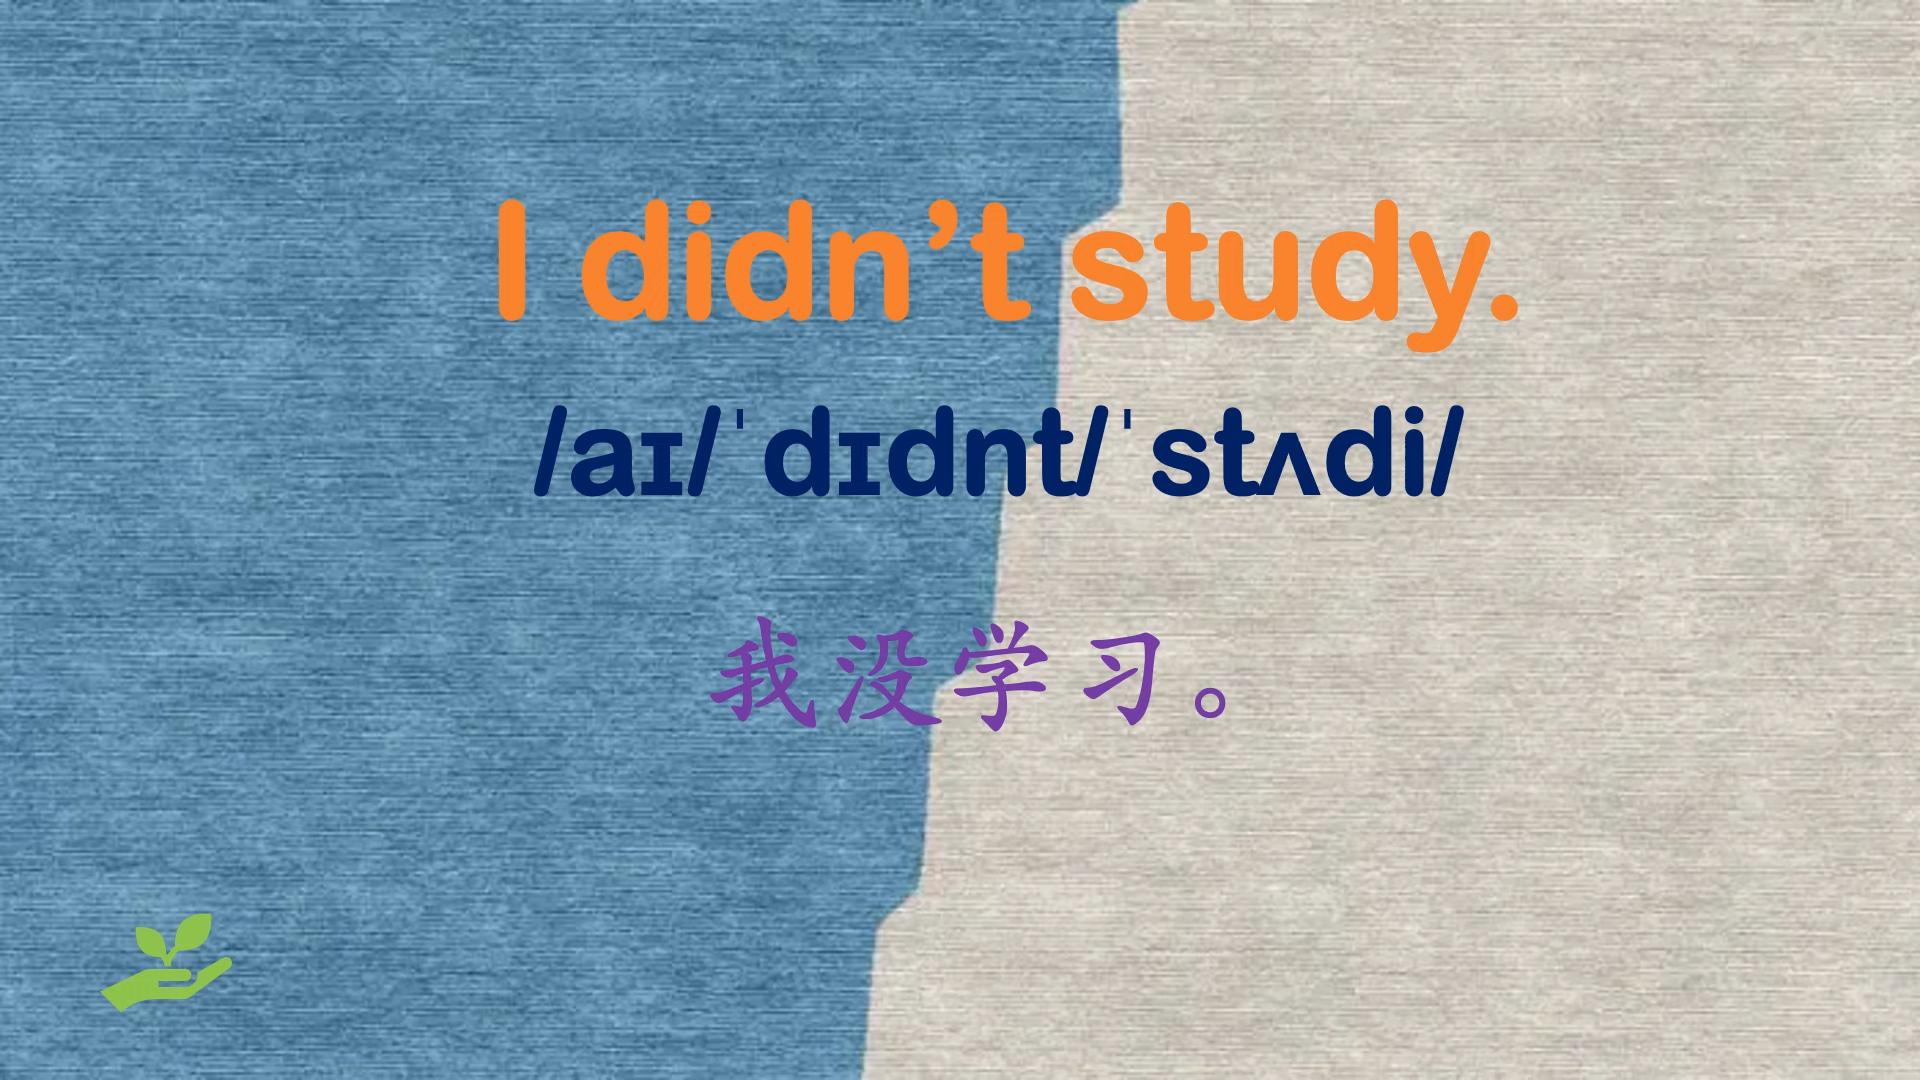 I didn’t study.
/aɪ/ˈdɪdnt/ˈstʌdi/
我没学习。